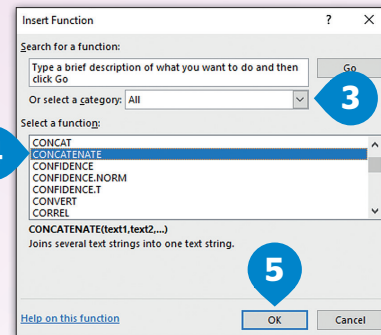 Insert Function
?
X
Search for a function:
Type a brief description of what you want to do and then
click Go
Go
3
Or select a category: All
Select a function:
CONCAT
CONCATENATE
CONFIDENCE
CONFIDENCE.NORM
CONFIDENCE.T
CONVERT
CORREL
CONCATENATE(text1,text2,...)
Joins several text strings into one text string.
5
Help on this function
OK
Cancel